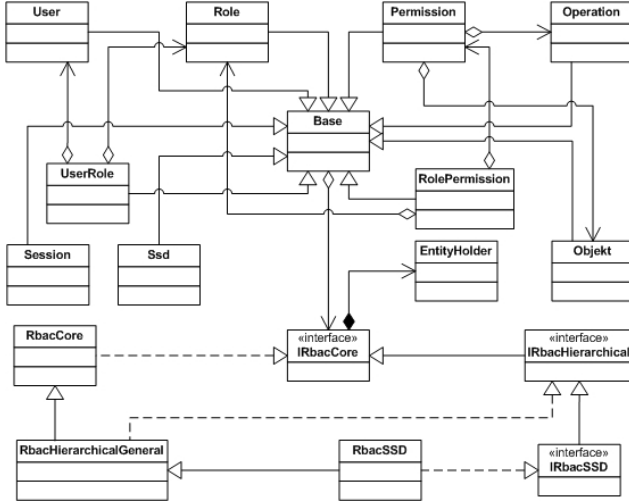 User
Role
Permission
Operation
Base
UserRole
RolePermission
Session
Ssd
EntityHolder
Objekt
RbacCore
«interface»
IRbacCore
«interface»
IRbacHierarchical
RbacHierarchicalGeneral
RbacSSD
«interface»
IRbacSSD